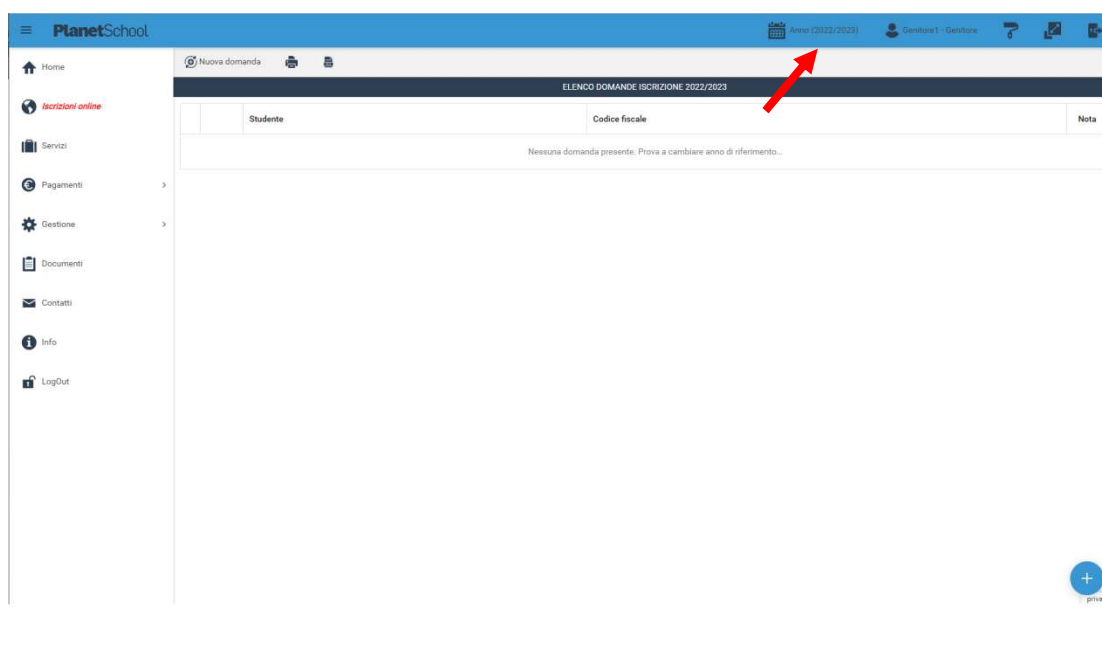 PlanetSchool
Anno (2022/2023)
Genitore1 - Genitore
Home
Iscrizioni online
Servizi
Pagamenti
Gestione
Documenti
Contatti
Info
LogOut
Nuova domanda
ELENCO DOMANDE ISCRIZIONE 2022/2023
Studente Codice fiscale Nota
Nessuna domanda presente. Prova a cambiare anno di riferimento...
priva